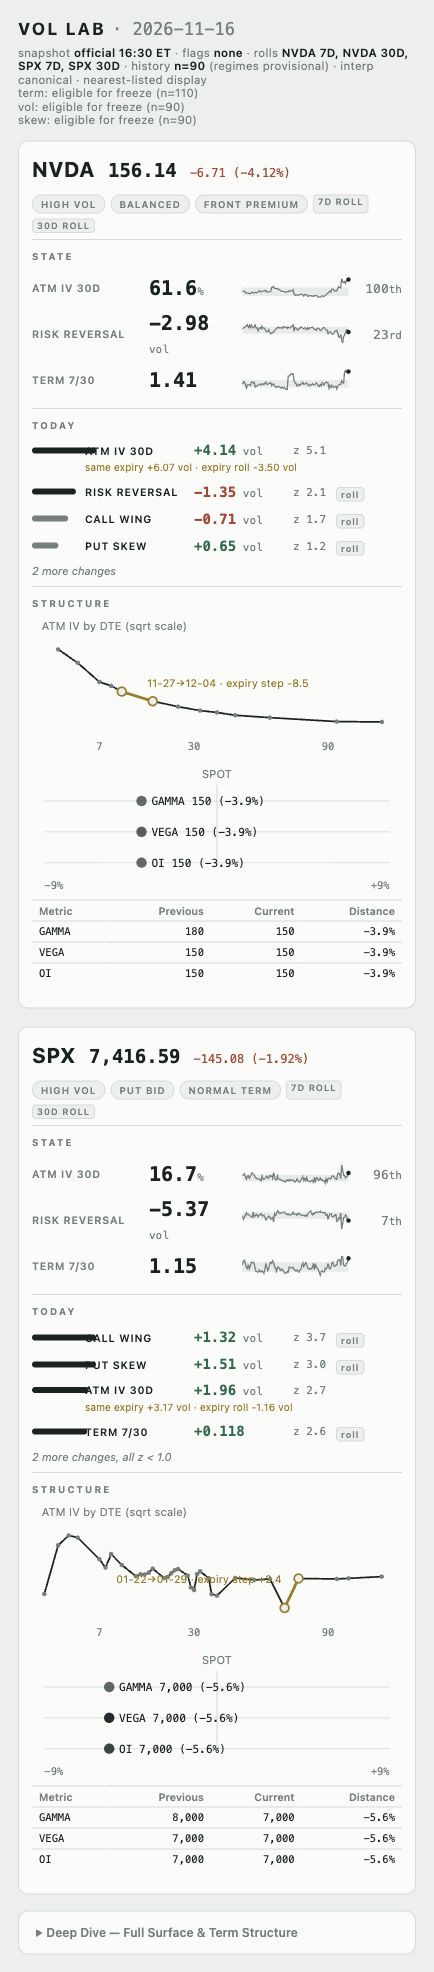 VOL LAB · 2026-11-16
snapshot official 16:30 ET · flags none · rolls NVDA 7D, NVDA 30D,
SPX 7D, SPX 30D · history n=90 (regimes provisional) · interp
canonical · nearest-listed display
term: eligible for freeze (n=110)
vol: eligible for freeze (n=90)
skew: eligible for freeze (n=90)
NVDA 156.14 −6.71 (−4.12%)
HIGH VOL BALANCED FRONT PREMIUM 7D ROLL
30D ROLL
STATE
ATM IV 30D 61.6% 100th
RISK REVERSAL −2.98 vol 23rd
TERM 7/30 1.41
TODAY
ATM IV 30D +4.14 vol z 5.1
same expiry +6.07 vol · expiry roll -3.50 vol
RISK REVERSAL −1.35 vol z 2.1 roll
CALL WING −0.71 vol z 1.7 roll
PUT SKEW +0.65 vol z 1.2 roll
2 more changes
STRUCTURE
ATM IV by DTE (sqrt scale)
11-27→12-04 · expiry step -8.5
7 30 90
SPOT
GAMMA 150 (−3.9%)
VEGA 150 (−3.9%)
OI 150 (−3.9%)
−9% +9%
Metric Previous Current Distance
GAMMA 180 150 −3.9%
VEGA 150 150 −3.9%
OI 150 150 −3.9%
SPX 7,416.59 −145.08 (−1.92%)
HIGH VOL PUT BID NORMAL TERM 7D ROLL
30D ROLL
STATE
ATM IV 30D 16.7% 96th
RISK REVERSAL −5.37 vol 7th
TERM 7/30 1.15
TODAY
CALL WING +1.32 vol z 3.7 roll
PUT SKEW +1.51 vol z 3.0 roll
ATM IV 30D +1.96 vol z 2.7
same expiry +3.17 vol · expiry roll -1.16 vol
TERM 7/30 +0.118 z 2.6 roll
2 more changes, all z < 1.0
STRUCTURE
ATM IV by DTE (sqrt scale)
01-22→01-29 · expiry step +2.4
7 30 90
SPOT
GAMMA 7,000 (−5.6%)
VEGA 7,000 (−5.6%)
OI 7,000 (−5.6%)
−9% +9%
Metric Previous Current Distance
GAMMA 8,000 7,000 −5.6%
VEGA 7,000 7,000 −5.6%
OI 7,000 7,000 −5.6%
▸ Deep Dive — Full Surface & Term Structure